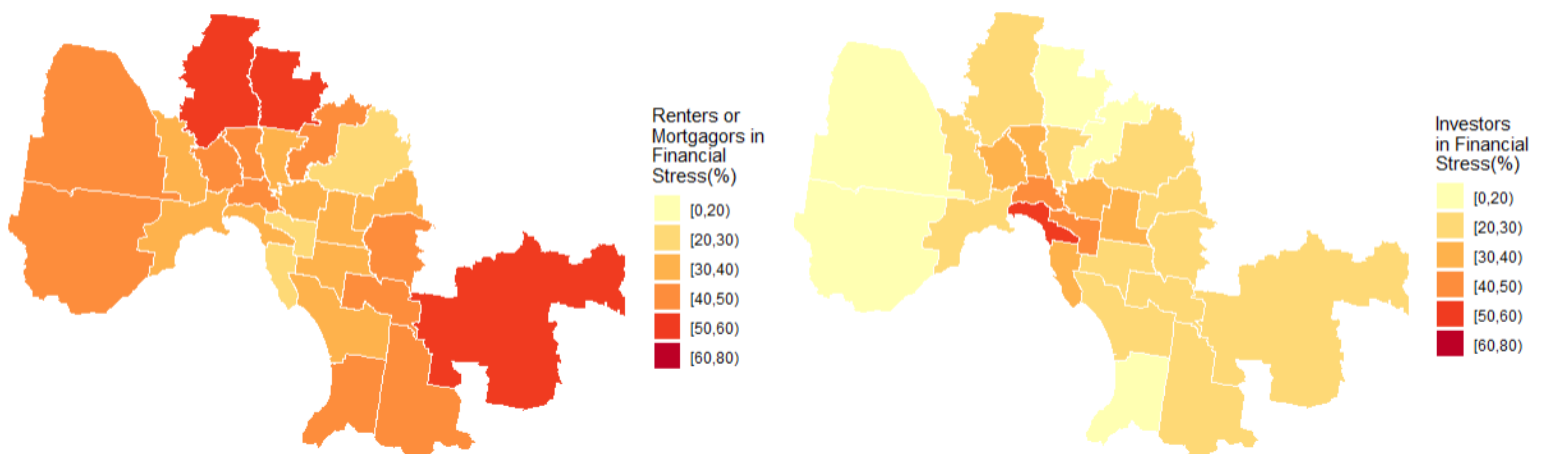 Renters or
Mortgagors in
Financial
Stress(%)
[0,20)
[20,30)
[30,40)
[40,50)
[50,60)
[60,80)
Investors
in Financial
Stress(%)
[0,20)
[20,30)
[30,40)
[40,50)
[50,60)
[60,80)